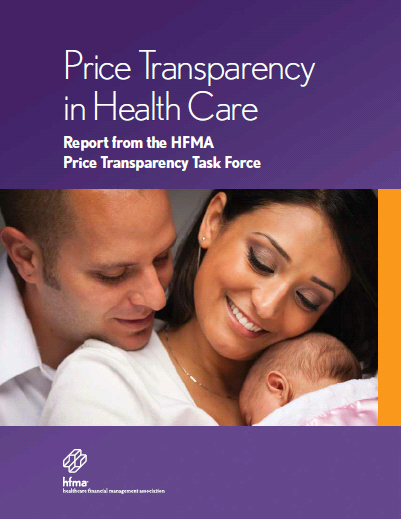 Price Transparency
in Health Care
Report from the HFMA
Price Transparency Task Force
hfma
healthcare financial management association